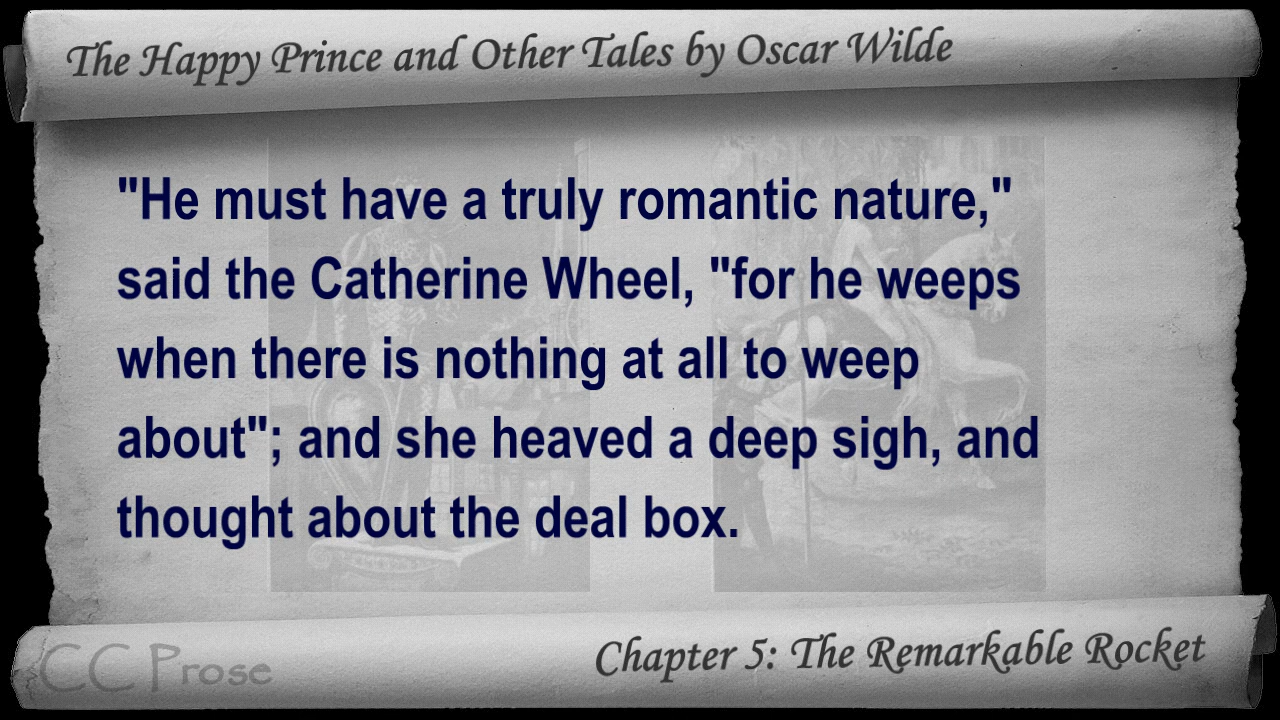 The Happy Prince and Other Tales by Oscar Wilde
"He must have a truly romantic nature,"
said the Catherine Wheel, "for he weeps
when there is nothing at all to weep
about"; and she heaved a deep sigh, and
thought about the deal box.
Chapter 5: The Remarkable Rocket
CC Prose